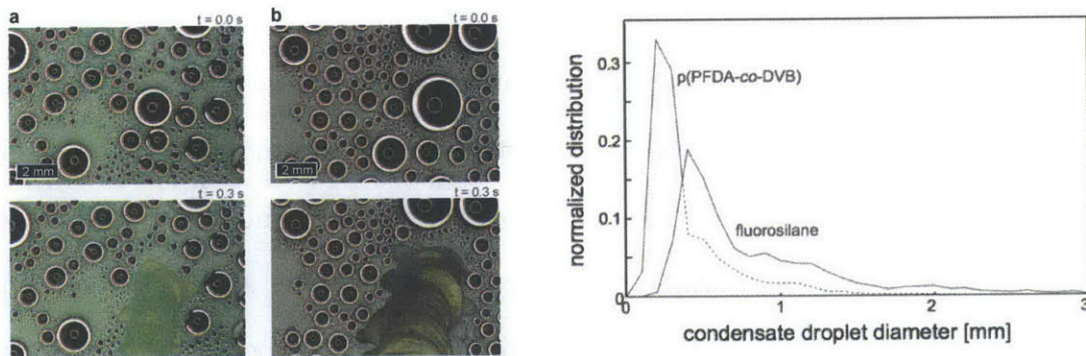 a
t = 0.0 s
2 mm
t = 0.3 s
b
t = 0.0 s
2 mm
t = 0.3 s
normalized distribution
0.3
0.2
0.1
0
p(PFDA-co-DVB)
fluorosilane
0
1
2
3
condensate droplet diameter [mm]